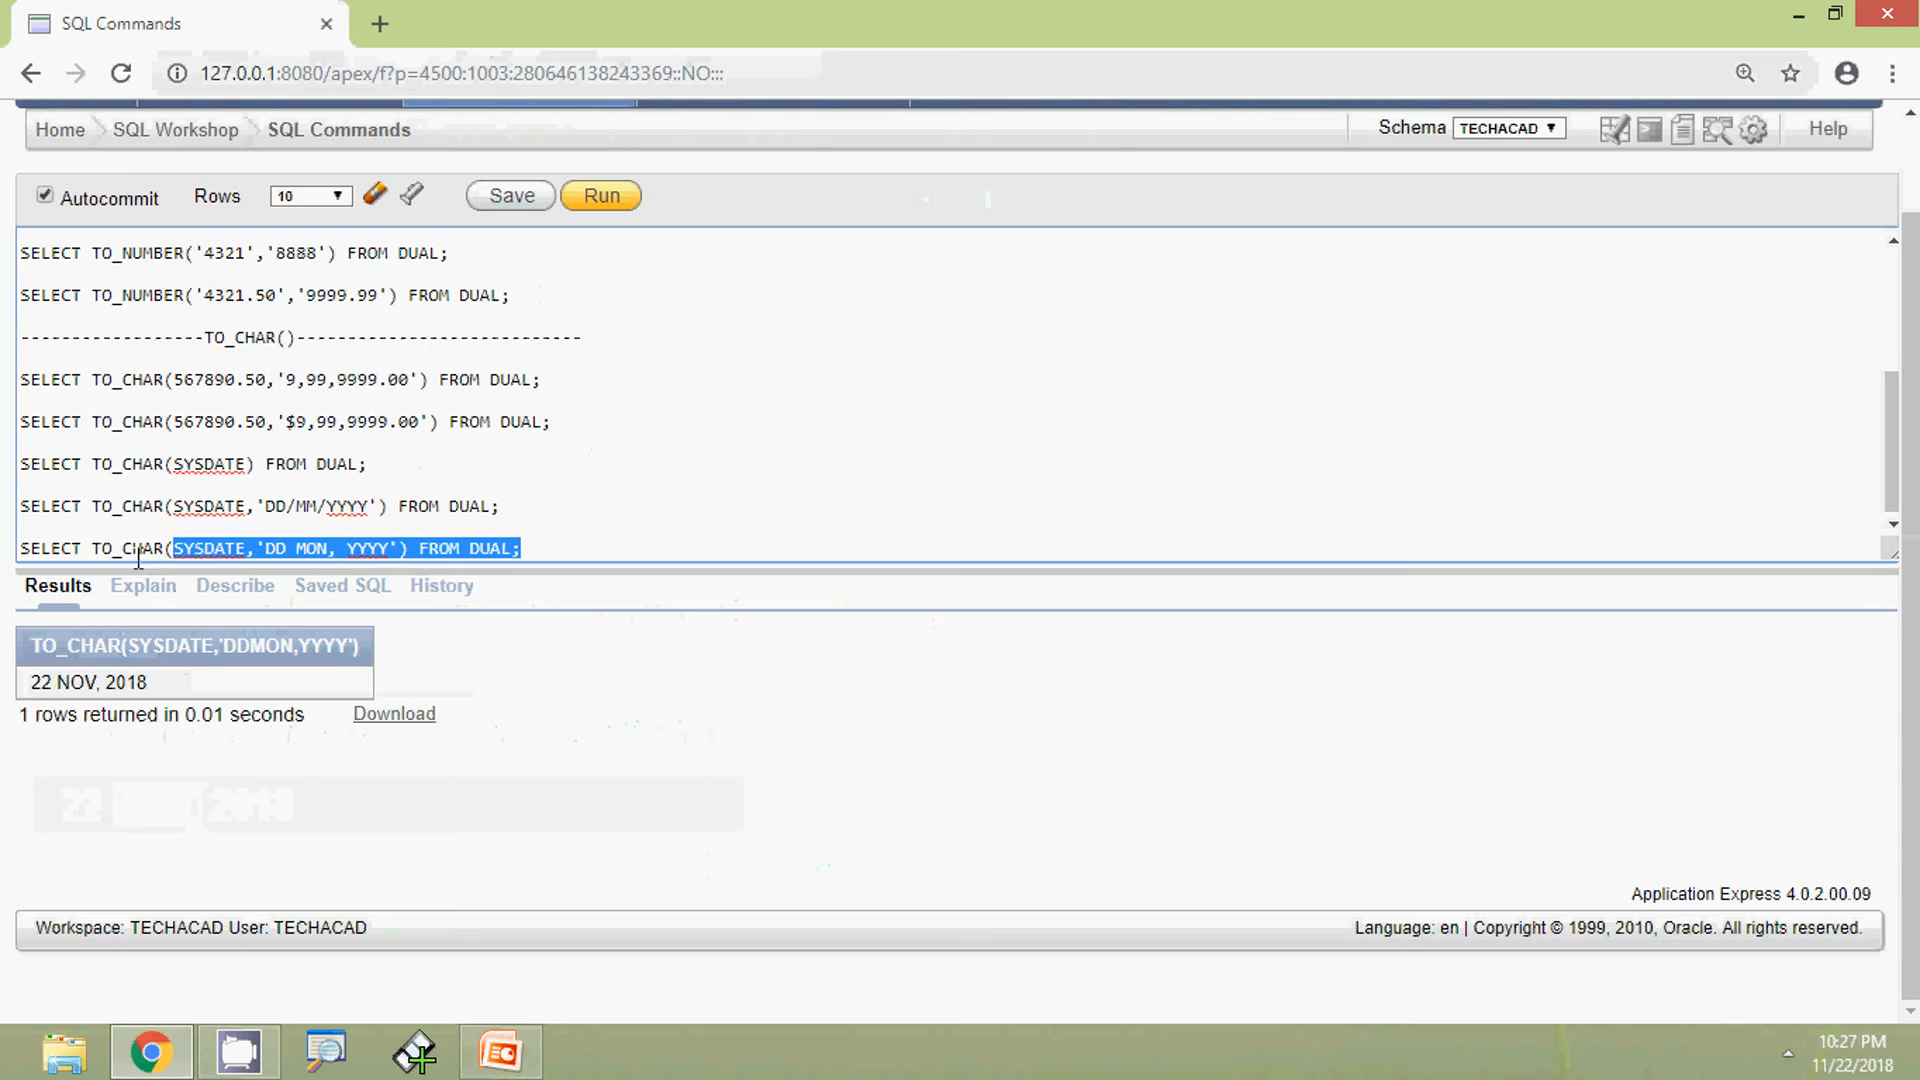 SQL Commands
127.0.0.1:8080/apex/f?p=4500:1003:280646138243369::NO:::
Home SQL Workshop SQL Commands
Schema TECHACAD Help
Autocommit Rows 10 Save Run
SELECT TO_NUMBER('4321','8888') FROM DUAL;
SELECT TO_NUMBER('4321.50','9999.99') FROM DUAL;
------------------TO_CHAR()----------------------------
SELECT TO_CHAR(567890.50,'9,99,9999.00') FROM DUAL;
SELECT TO_CHAR(567890.50,'$9,99,9999.00') FROM DUAL;
SELECT TO_CHAR(SYSDATE) FROM DUAL;
SELECT TO_CHAR(SYSDATE,'DD/MM/YYYY') FROM DUAL;
SELECT TO_CHAR(SYSDATE,'DD MON, YYYY') FROM DUAL;
Results Explain Describe Saved SQL History
TO_CHAR(SYSDATE,'DDMON,YYYY')
22 NOV, 2018
1 rows returned in 0.01 seconds Download
22 2018
Application Express 4.0.2.00.09
Workspace: TECHACAD User: TECHACAD
Language: en | Copyright © 1999, 2010, Oracle. All rights reserved.
10:27 PM
11/22/2018